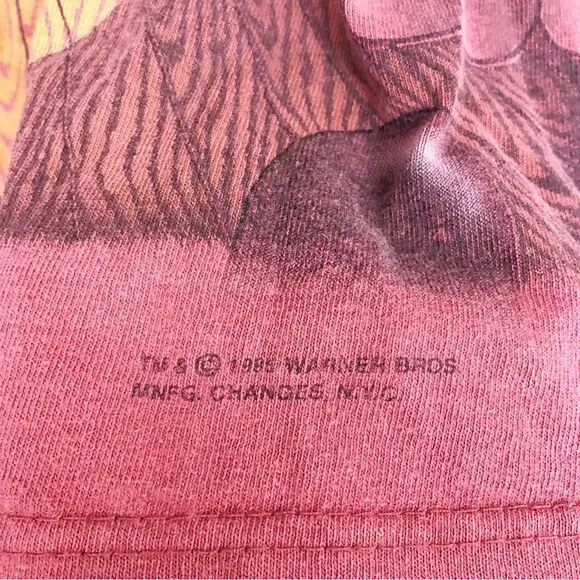 TM & © 1995 WARNER BROS.
MNFG. CHANGES, N.Y.C.